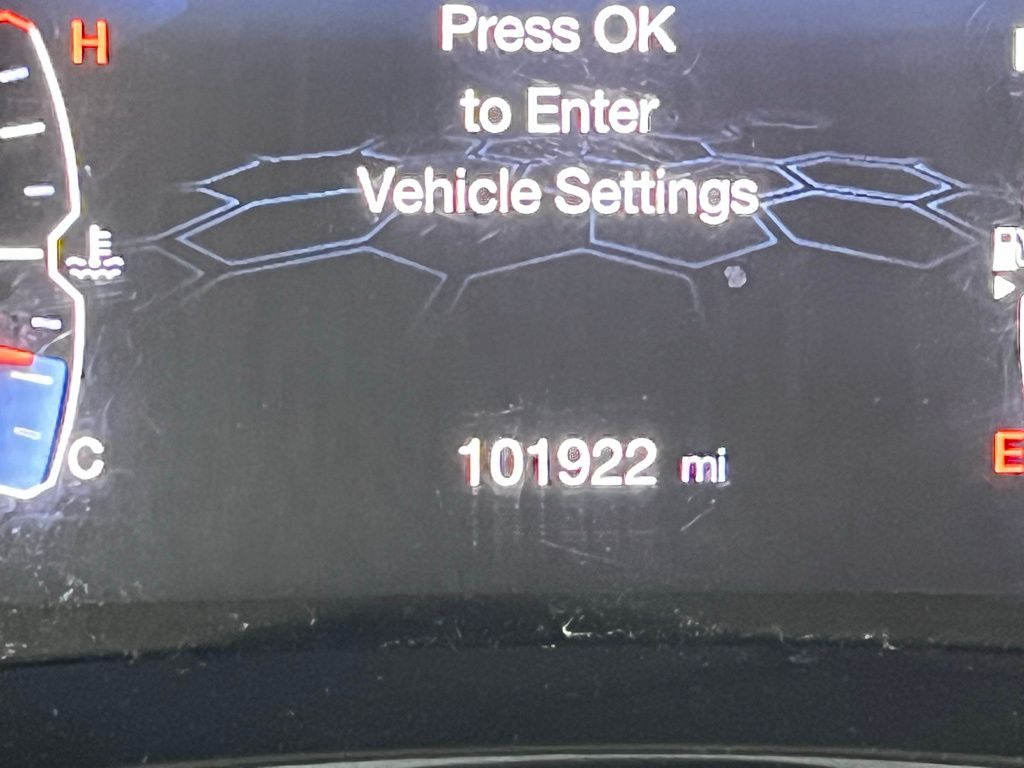 H
Press OK
to Enter
Vehicle Settings
C
101922 mi
E